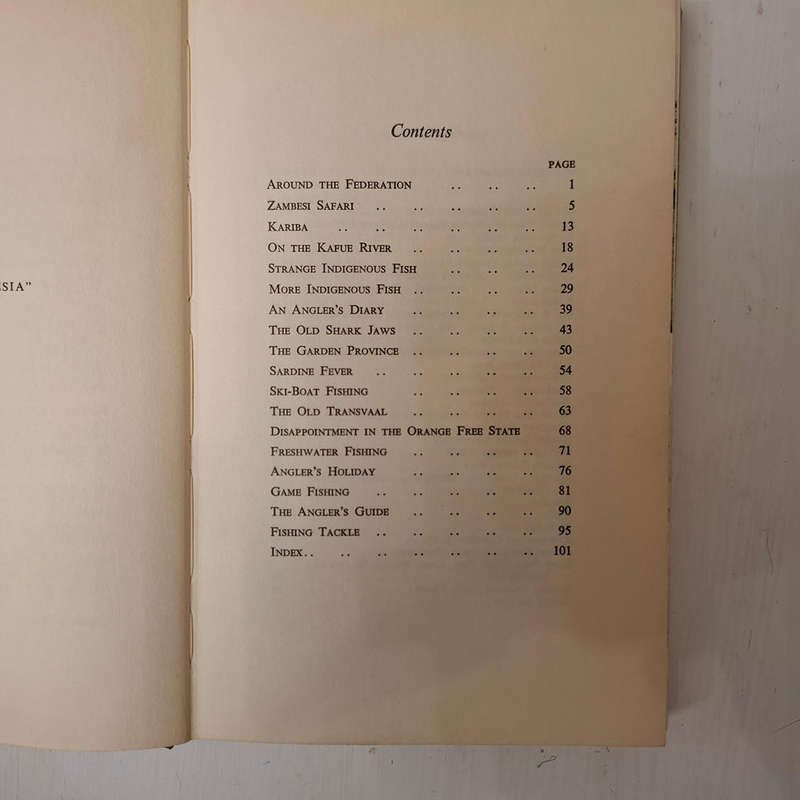 SIA”
Contents
PAGE
Around the Federation .. .. .. 1
Zambesi Safari .. .. .. .. .. 5
Kariba .. .. .. .. .. .. 13
On the Kafue River .. .. .. .. 18
Strange Indigenous Fish .. .. .. 24
More Indigenous Fish .. .. .. .. 29
An Angler’s Diary .. .. .. .. 39
The Old Shark Jaws .. .. .. .. 43
The Garden Province .. .. .. .. 50
Sardine Fever .. .. .. .. .. 54
Ski-Boat Fishing .. .. .. .. 58
The Old Transvaal .. .. .. .. 63
Disappointment in the Orange Free State 68
Freshwater Fishing .. .. .. .. 71
Angler’s Holiday .. .. .. .. 76
Game Fishing .. .. .. .. .. 81
The Angler’s Guide .. .. .. .. 90
Fishing Tackle .. .. .. .. .. 95
Index .. .. .. .. .. .. .. 101